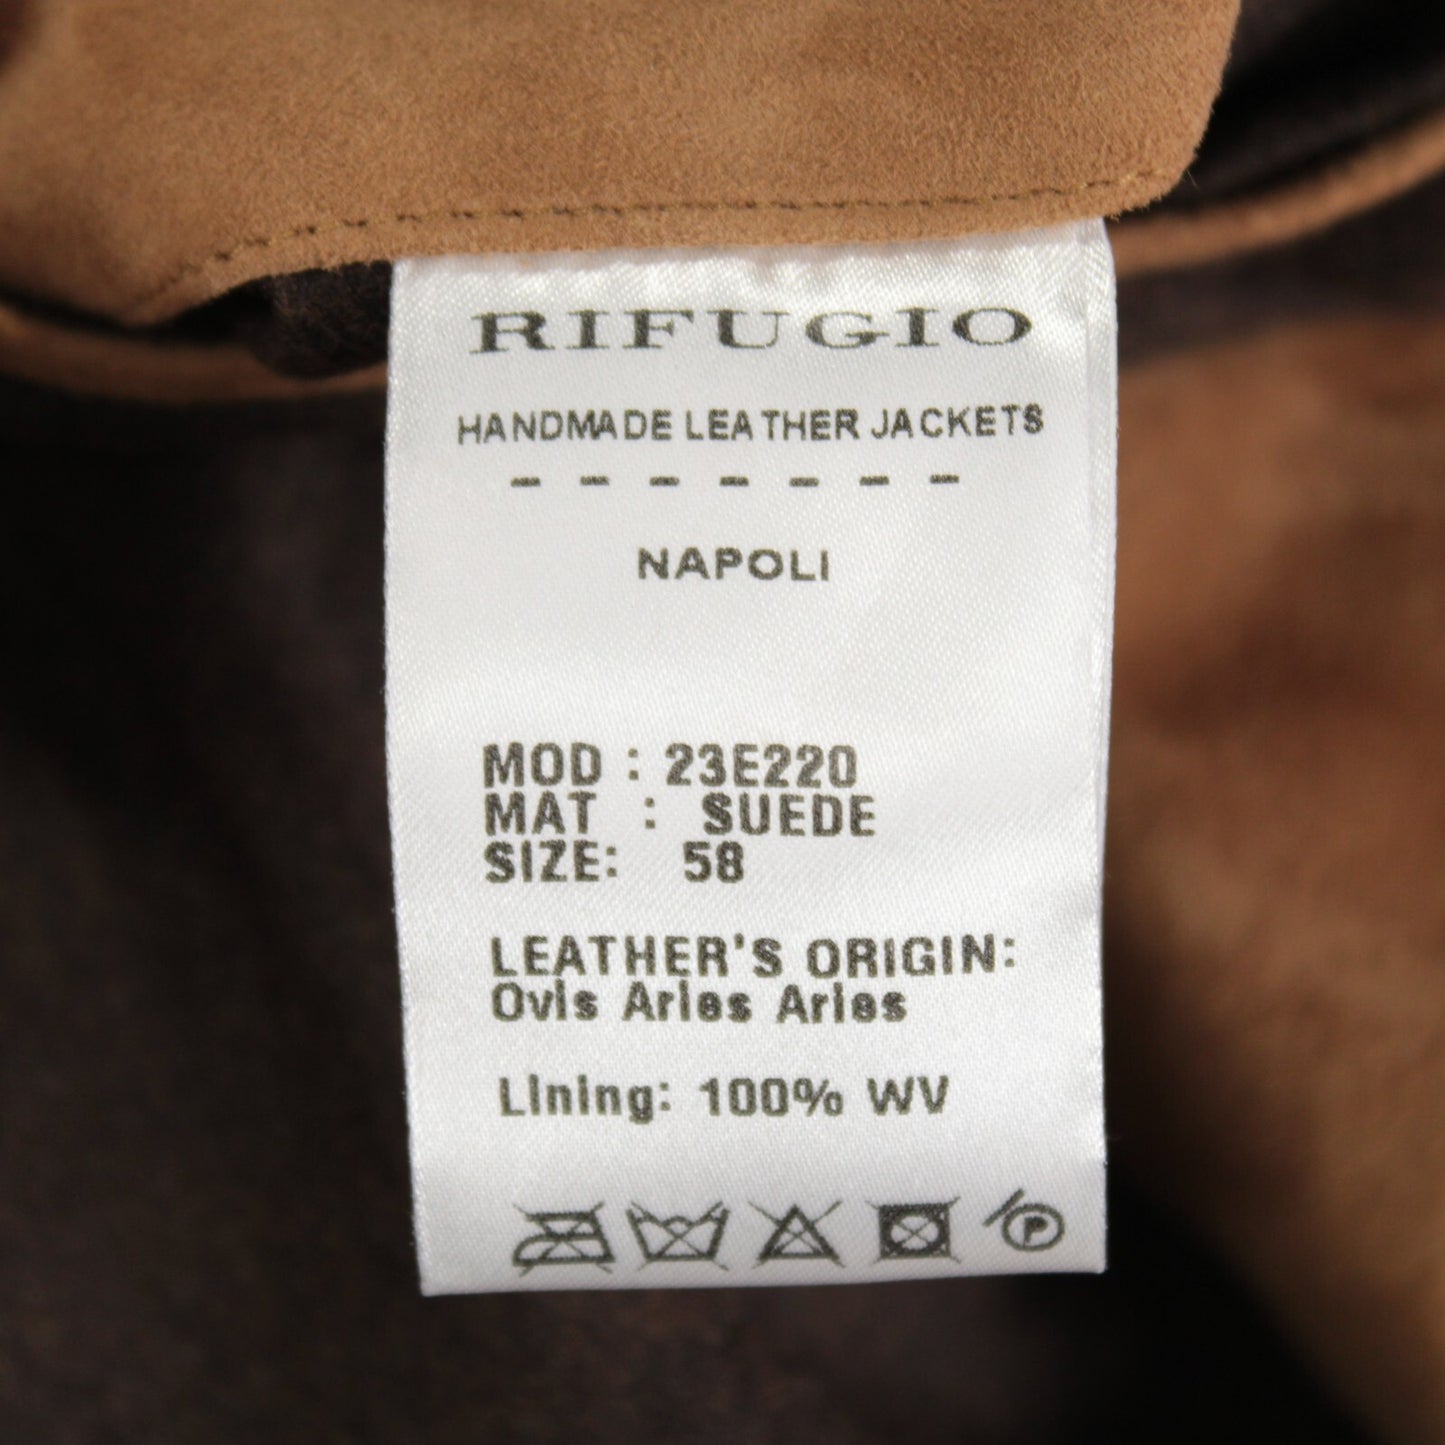 RIFUGIO
HANDMADE LEATHER JACKETS
- - - - - - -
NAPOLI
MOD : 23E220
MAT : SUEDE
SIZE: 58
LEATHER'S ORIGIN:
Ovis Aries Aries
Lining: 100% WV
P